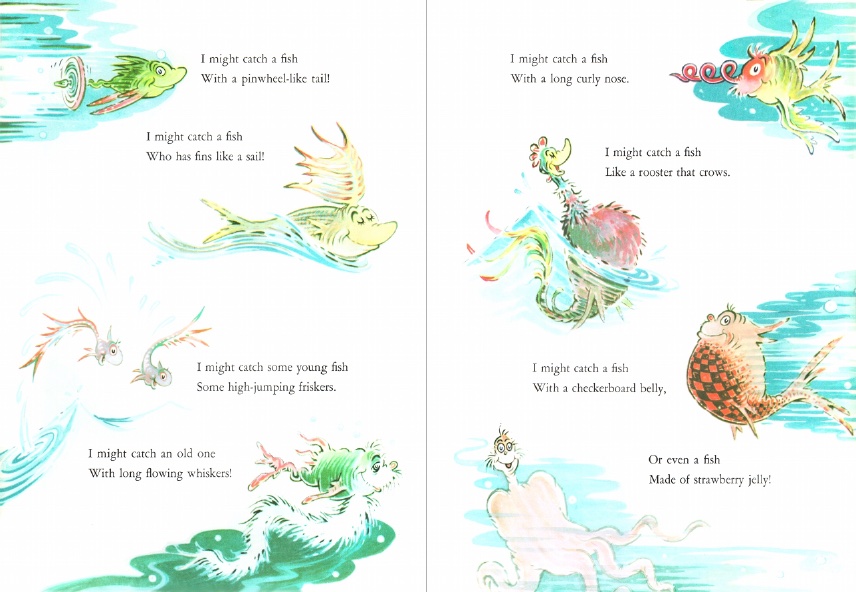 I might catch a fish
With a pinwheel-like tail!
I might catch a fish
Who has fins like a sail!
I might catch some young fish
Some high-jumping friskers.
I might catch an old one
With long flowing whiskers!
I might catch a fish
With a long curly nose.
I might catch a fish
Like a rooster that crows.
I might catch a fish
With a checkerboard belly,
Or even a fish
Made of strawberry jelly!